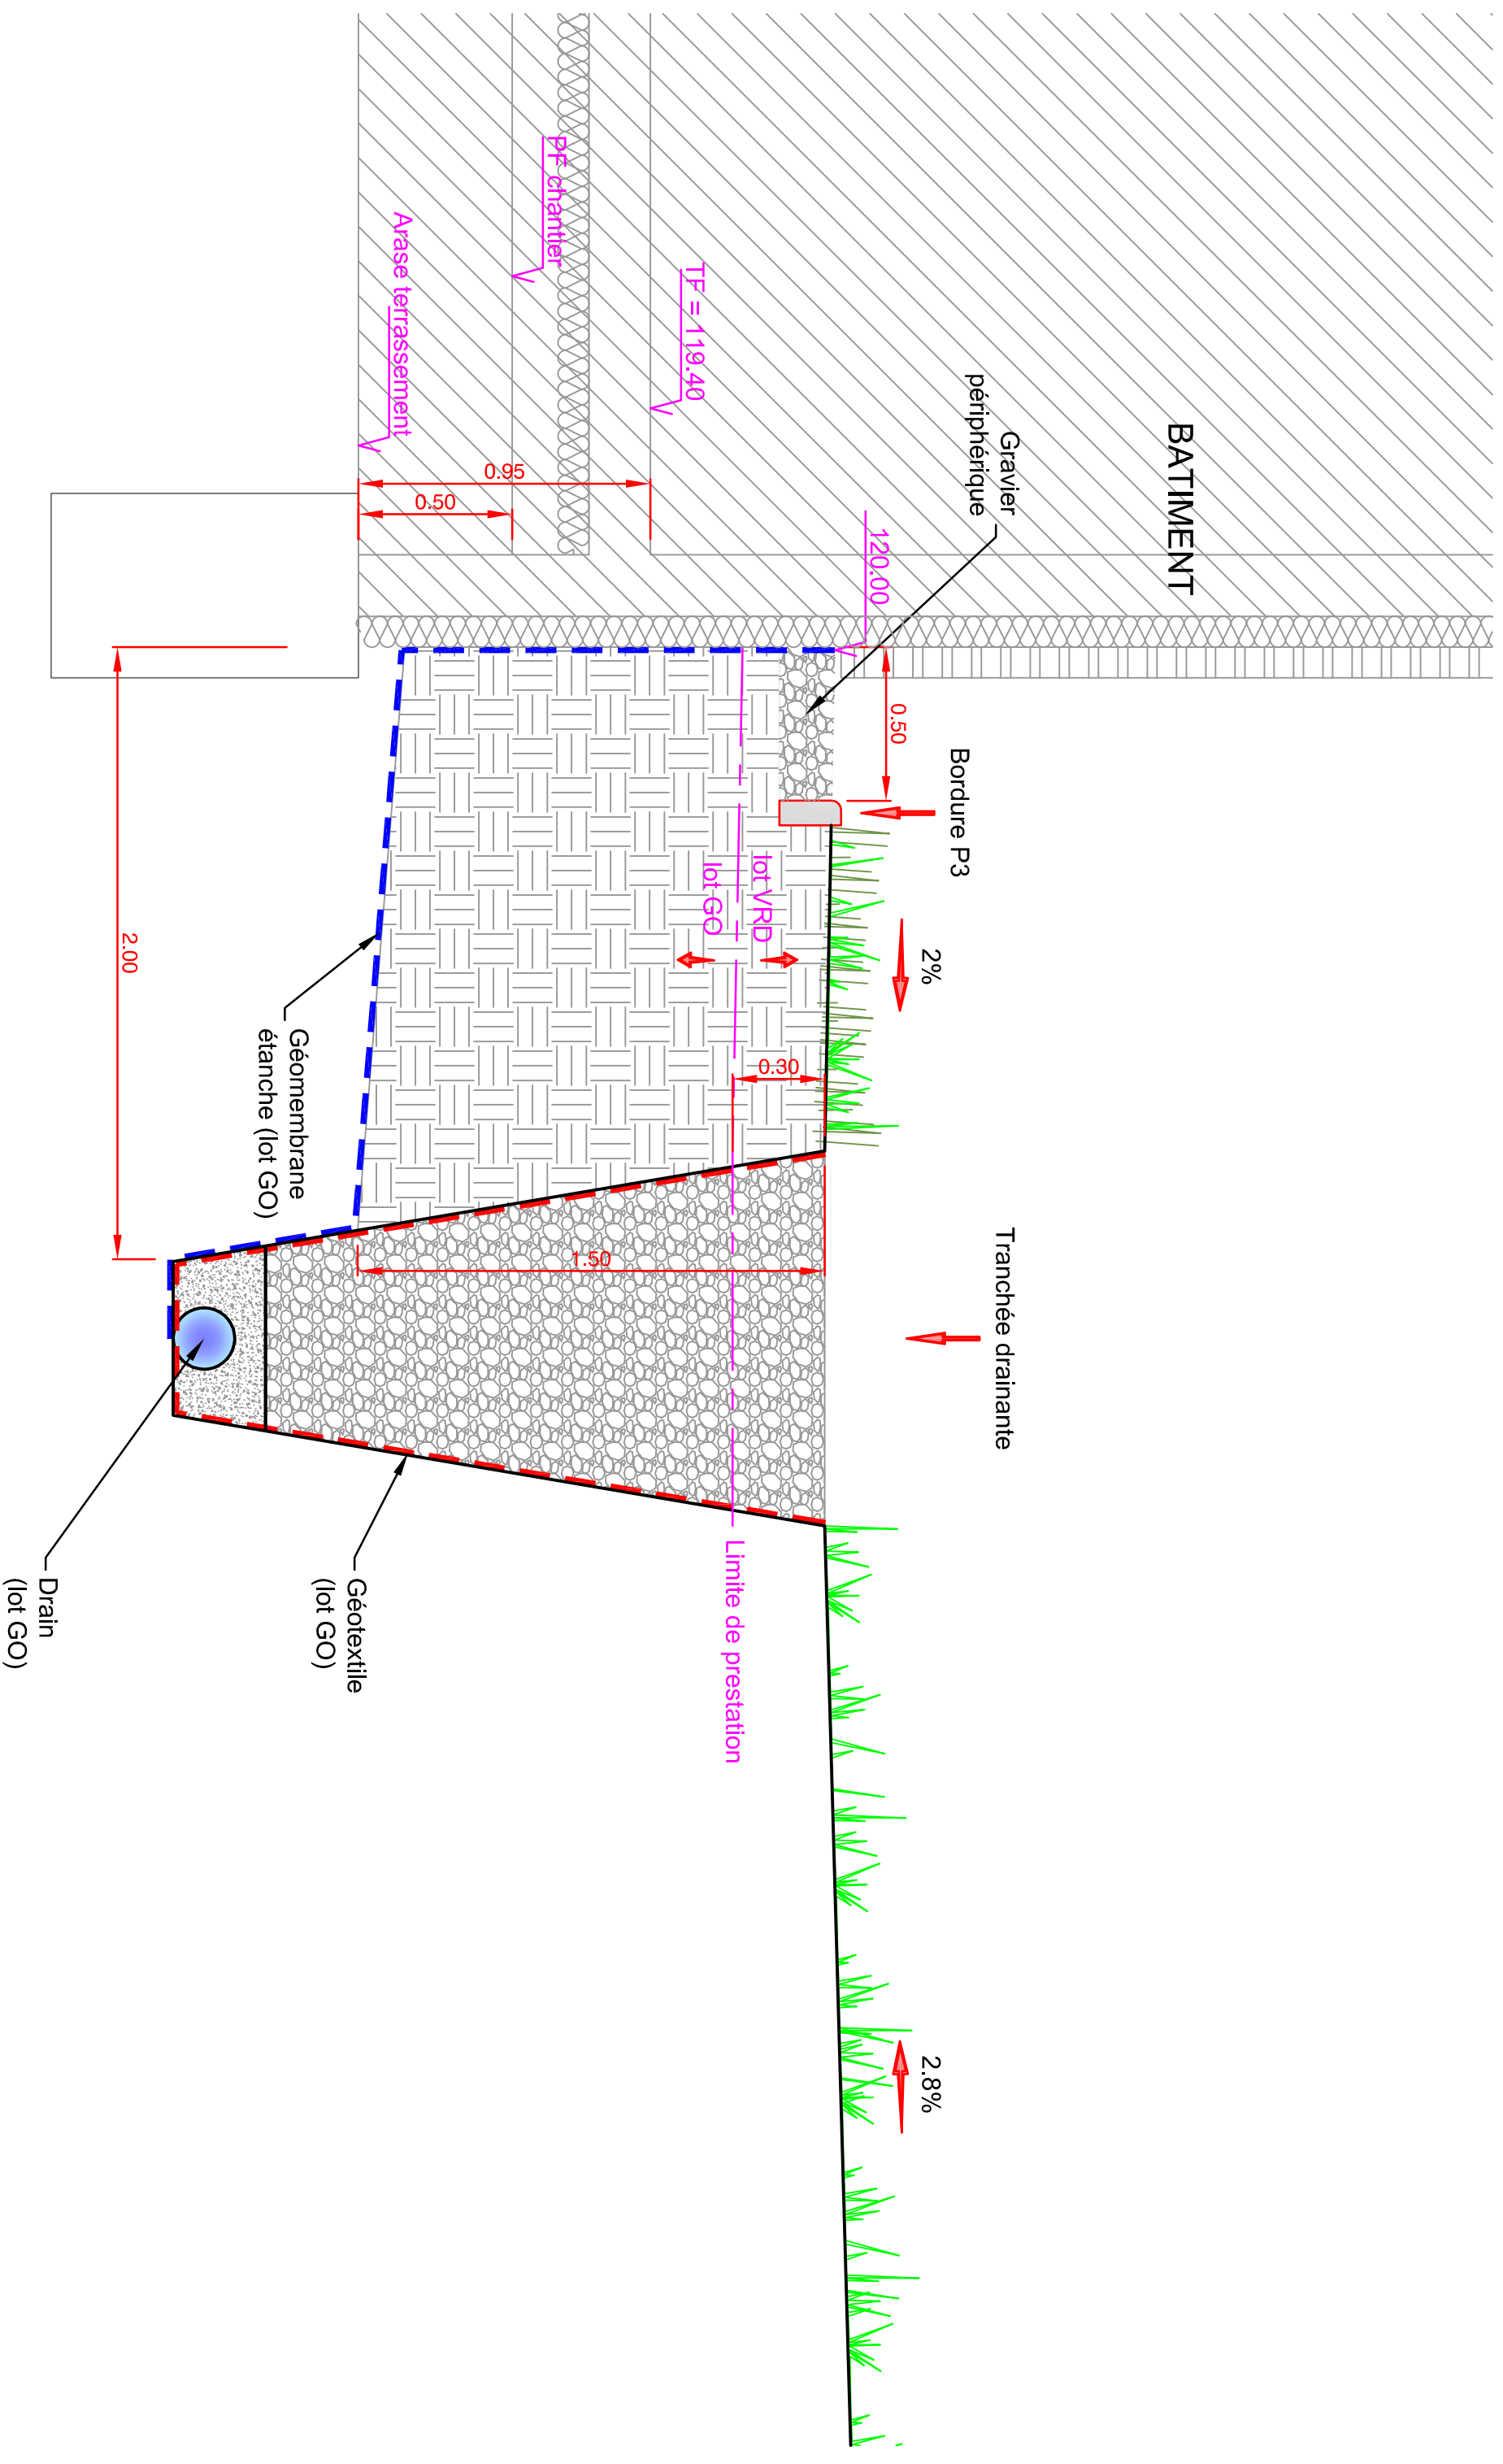 BATIMENT
Gravier
périphérique
Bordure P3
2%
Tranchée drainante
2.8%
120.00
0.50
TF = 119.40
PF chantier
Arase terrassement
0.95
0.50
lot VRD
lot GO
0.30
1.50
Limite de prestation
Géomembrane
étanche (lot GO)
Géotextile
(lot GO)
2.00
Drain
(lot GO)